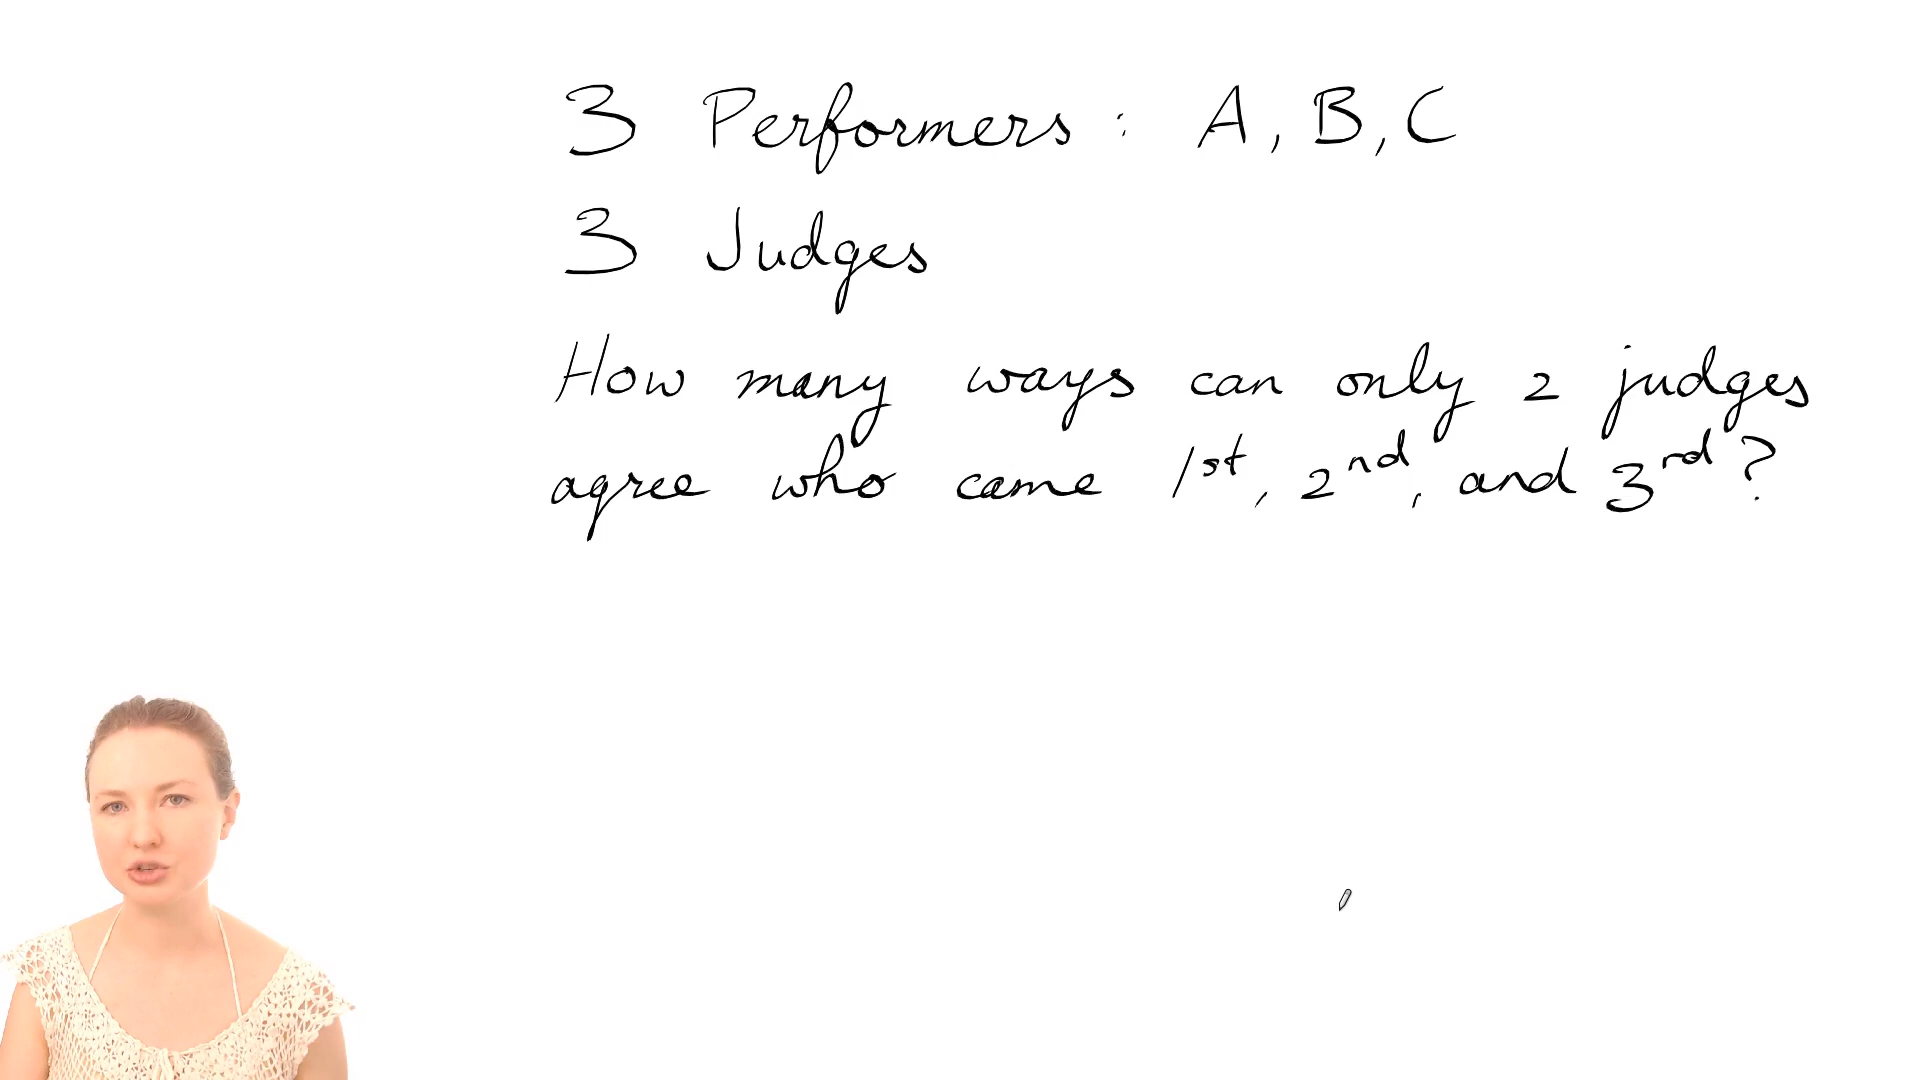 3 Performers: A, B, C
3 Judges
How many ways can only 2 judges
agree who came 1st, 2nd, and 3rd?